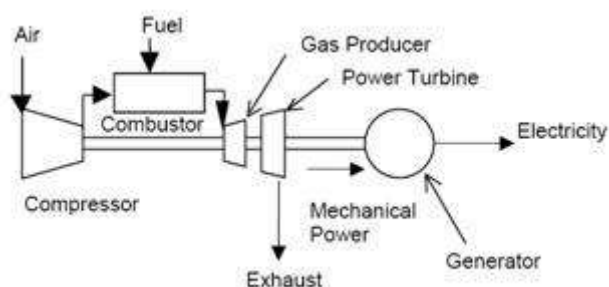 Air
Fuel
Gas Producer
Power Turbine
Combustor
Electricity
Compressor
Mechanical
Power
Generator
Exhaust